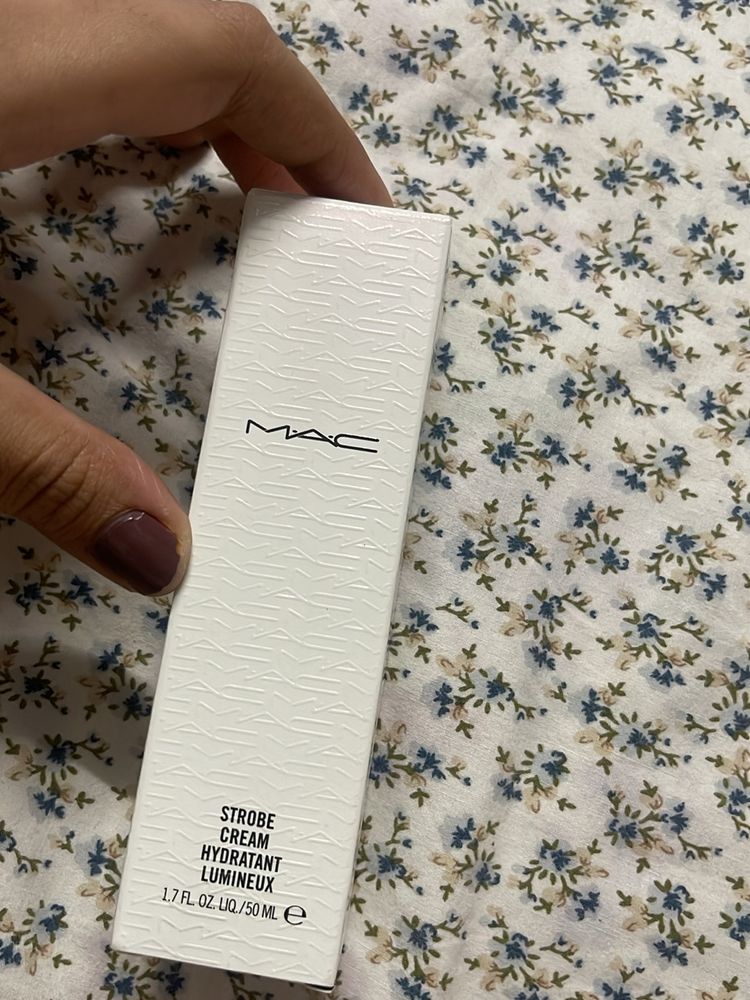 M·A·C
STROBE
CREAM
HYDRATANT
LUMINEUX
1.7 FL. OZ. LIQ./50 ML ℮